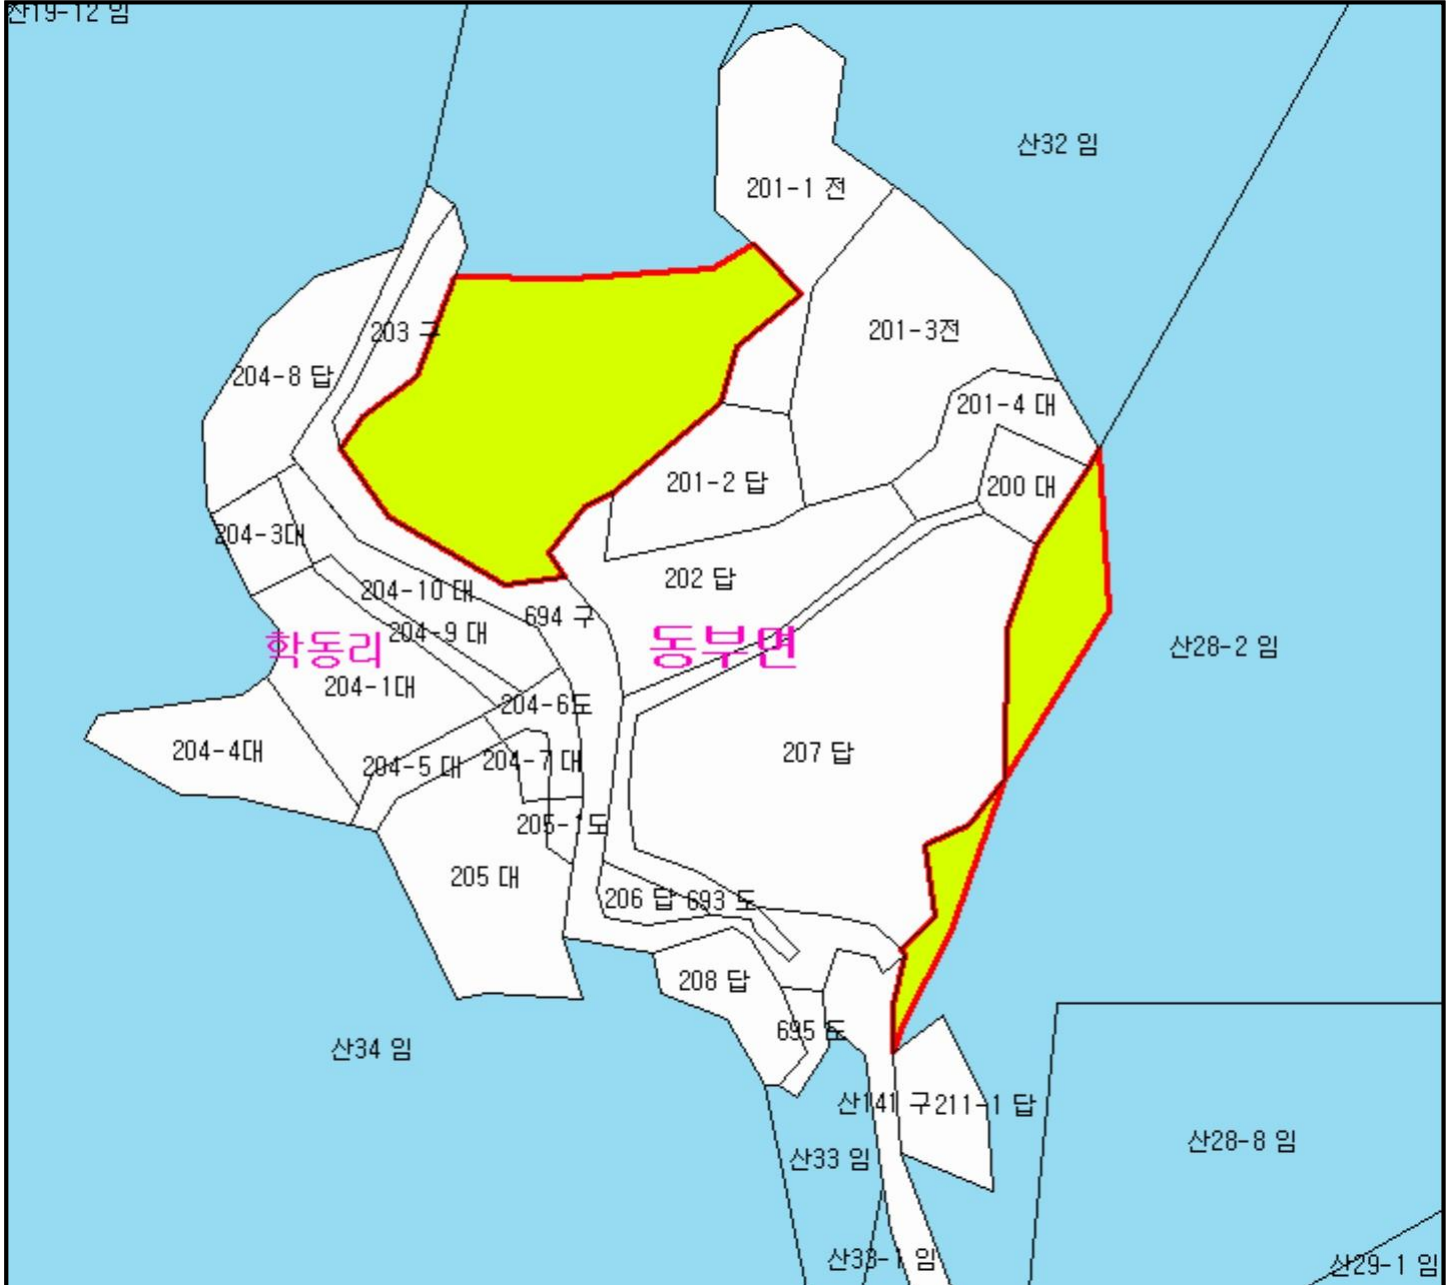 산19-12 임
산32 임
201-1 전
203 구
201-3전
204-8 답
201-4 대
201-2 답
200 대
204-3대
202 답
204-10 대
694 구
204-9 대
동부면
학동리
산28-2 임
204-1대
204-6도
204-4대
204-5 대
204-7 대
207 답
205-1도
205 대
206 답
693 도
208 답
695 도
산34 임
산141 구
211-1 답
산28-8 임
산33 임
산33-1 임
산29-1 임